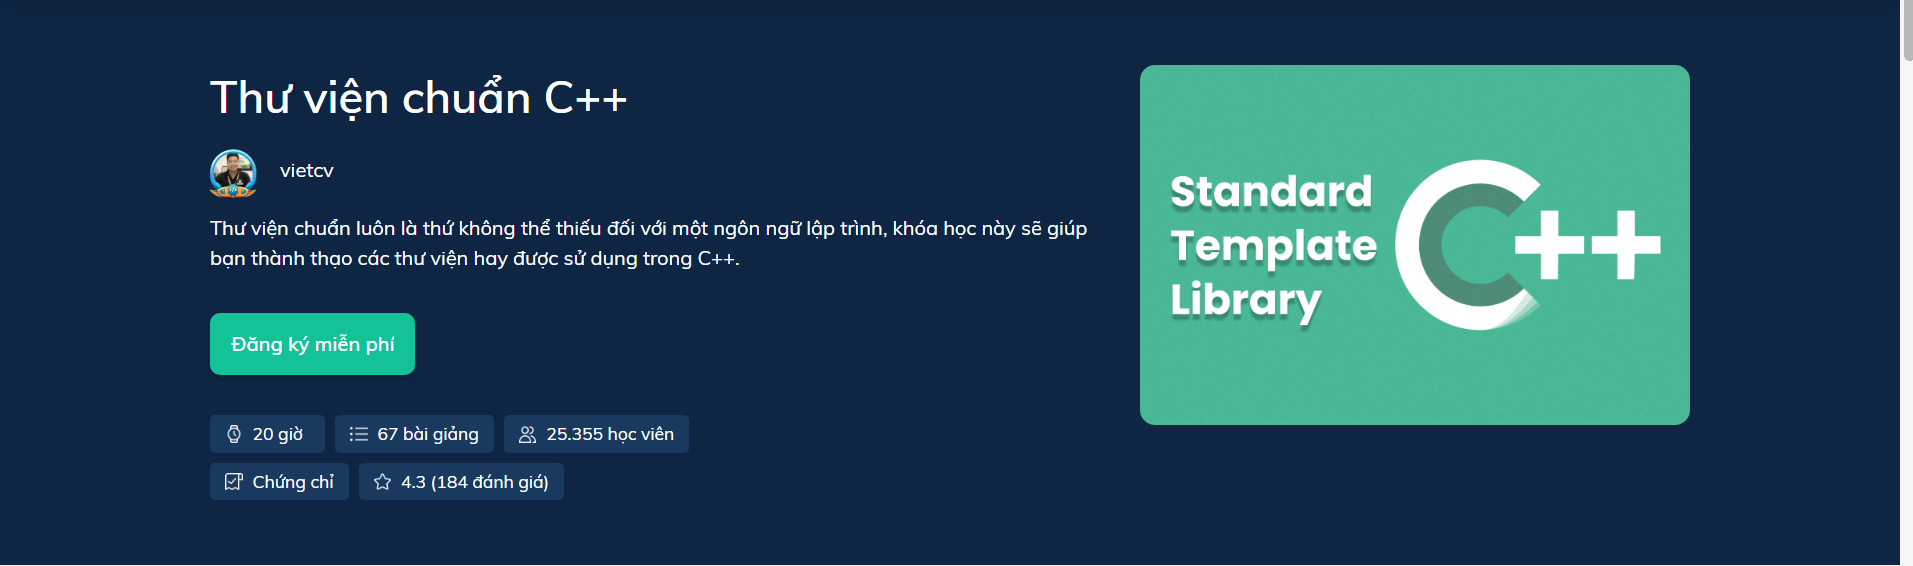 Thư viện chuẩn C++
vietcv
Thư viện chuẩn luôn là thứ không thể thiếu đối với một ngôn ngữ lập trình, khóa học này sẽ giúp
bạn thành thạo các thư viện hay được sử dụng trong C++.
Đăng ký miễn phí
20 giờ
67 bài giảng
25.355 học viên
Chứng chỉ
4.3 (184 đánh giá)
Standard
Template
Library
C++